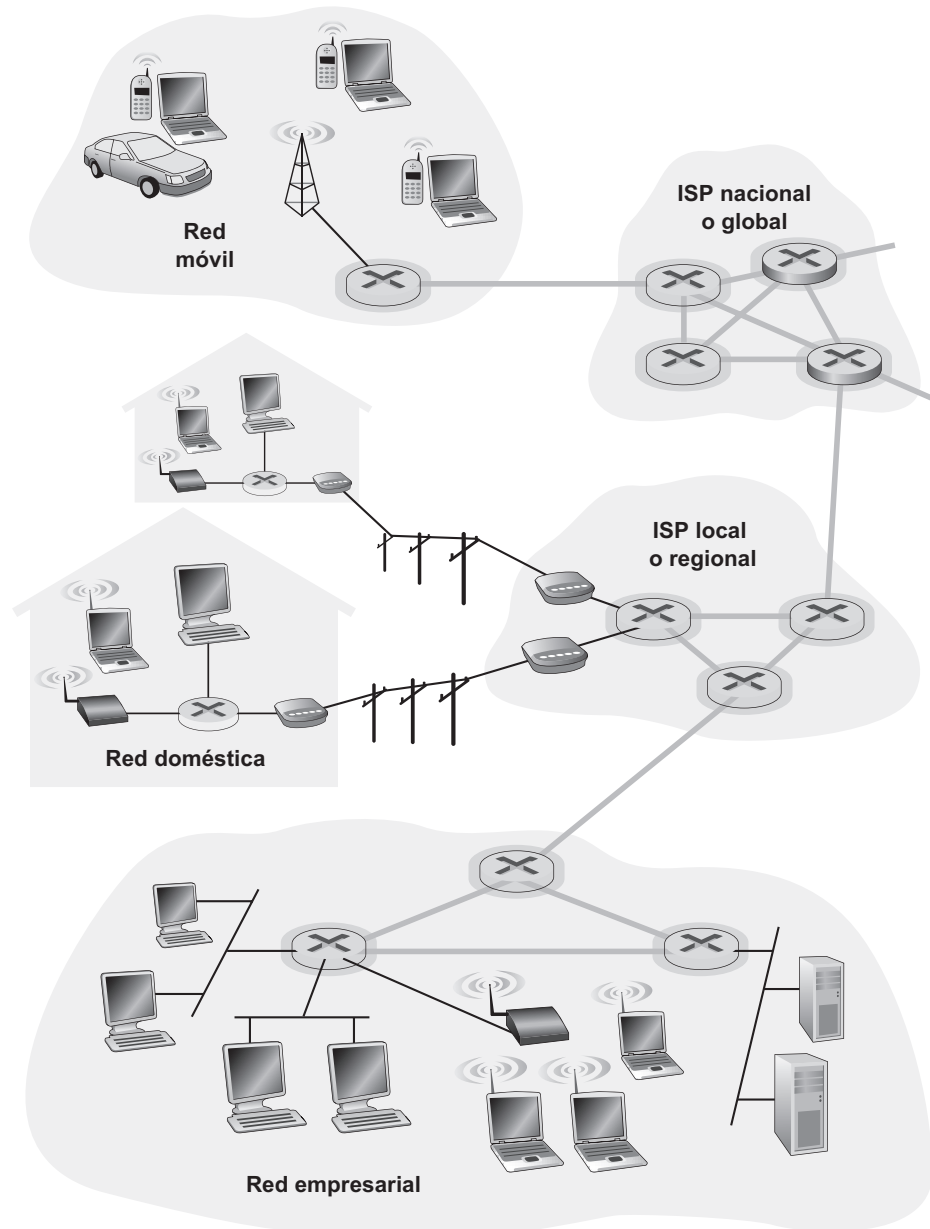 Red
móvil
ISP nacional
o global
ISP local
o regional
Red doméstica
Red empresarial